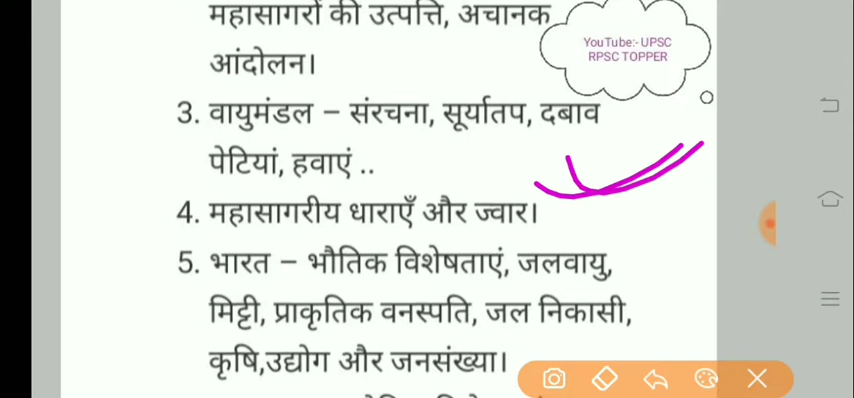 महासागरों की उत्पत्ति, अचानक
आंदोलन।
YouTube:- UPSC
RPSC TOPPER
3. वायुमंडल – संरचना, सूर्यातप, दबाव
पेटियां, हवाएं ..
4. महासागरीय धाराएँ और ज्वार।
5. भारत – भौतिक विशेषताएं, जलवायु,
मिट्टी, प्राकृतिक वनस्पति, जल निकासी,
कृषि,उद्योग और जनसंख्या।